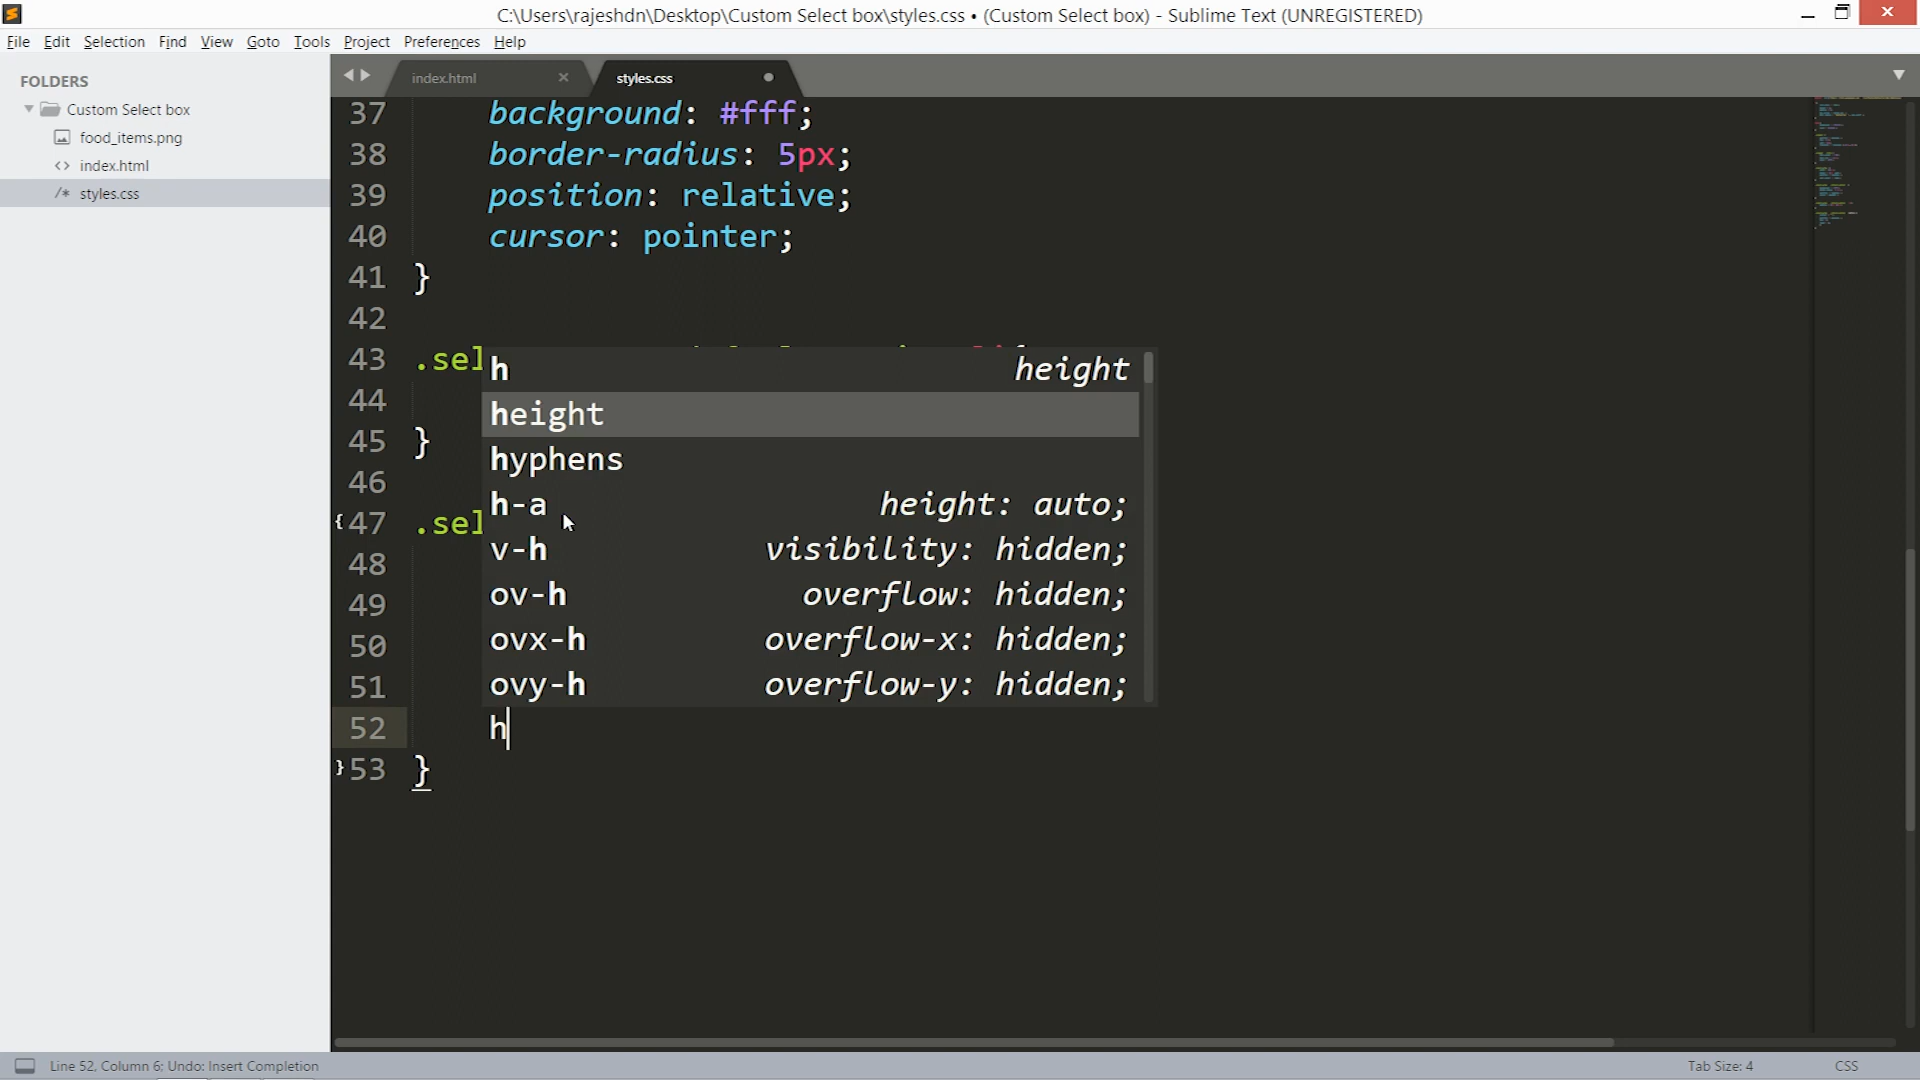 C:\Users\rajeshdn\Desktop\Custom Select box\styles.css • (Custom Select box) - Sublime Text (UNREGISTERED)
File Edit Selection Find View Goto Tools Project Preferences Help
FOLDERS
Custom Select box
food_items.png
<> index.html
/* styles.css
index.html
styles.css
37 background: #fff;
38 border-radius: 5px;
39 position: relative;
40 cursor: pointer;
41 }
42
43 .sel
44
45 }
46
47 .sel
48
49
50
51
52 h
53 }
h height
height
hyphens
h-a height: auto;
v-h visibility: hidden;
ov-h overflow: hidden;
ovx-h overflow-x: hidden;
ovy-h overflow-y: hidden;
Line 52, Column 6; Undo: Insert Completion
Tab Size: 4
CSS